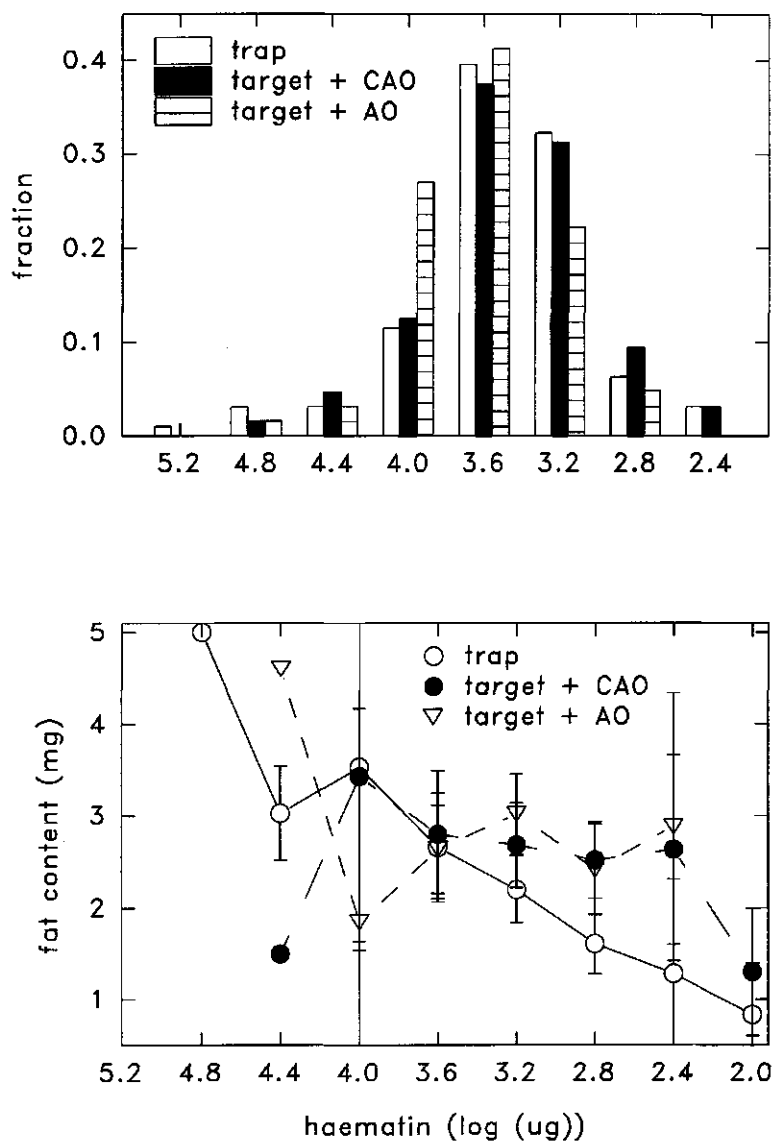 trap
target + CAO
target + AO
fraction
0.4
0.3
0.2
0.1
0.0
5.2 4.8 4.4 4.0 3.6 3.2 2.8 2.4
trap
target + CAO
target + AO
fat content (mg)
5
4
3
2
1
5.2 4.8 4.4 4.0 3.6 3.2 2.8 2.4 2.0
haematin (log (ug))